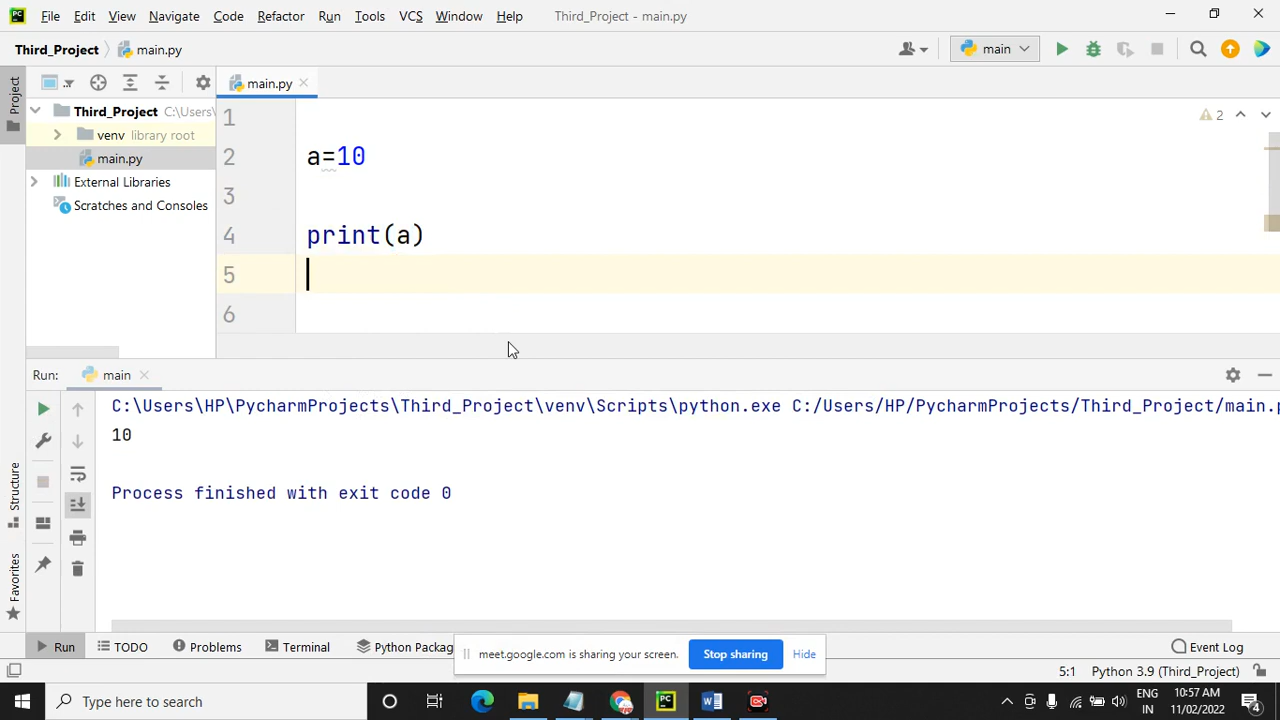 PC File Edit View Navigate Code Refactor Run Tools VCS Window Help Third_Project - main.py
Third_Project main.py main
Project main.py
Third_Project C:\Users\
venv library root
main.py
External Libraries
Scratches and Consoles
1
2 a=10
3
4 print(a)
5
6
2
Run: main
C:\Users\HP\PycharmProjects\Third_Project\venv\Scripts\python.exe C:/Users/HP/PycharmProjects/Third_Project/main.p
10
Process finished with exit code 0
Structure
Favorites
Run TODO Problems Terminal Python Packag Event Log
meet.google.com is sharing your screen. Stop sharing Hide
5:1 Python 3.9 (Third_Project)
Type here to search PC W ENG 10:57 AM
IN 11/02/2022 4